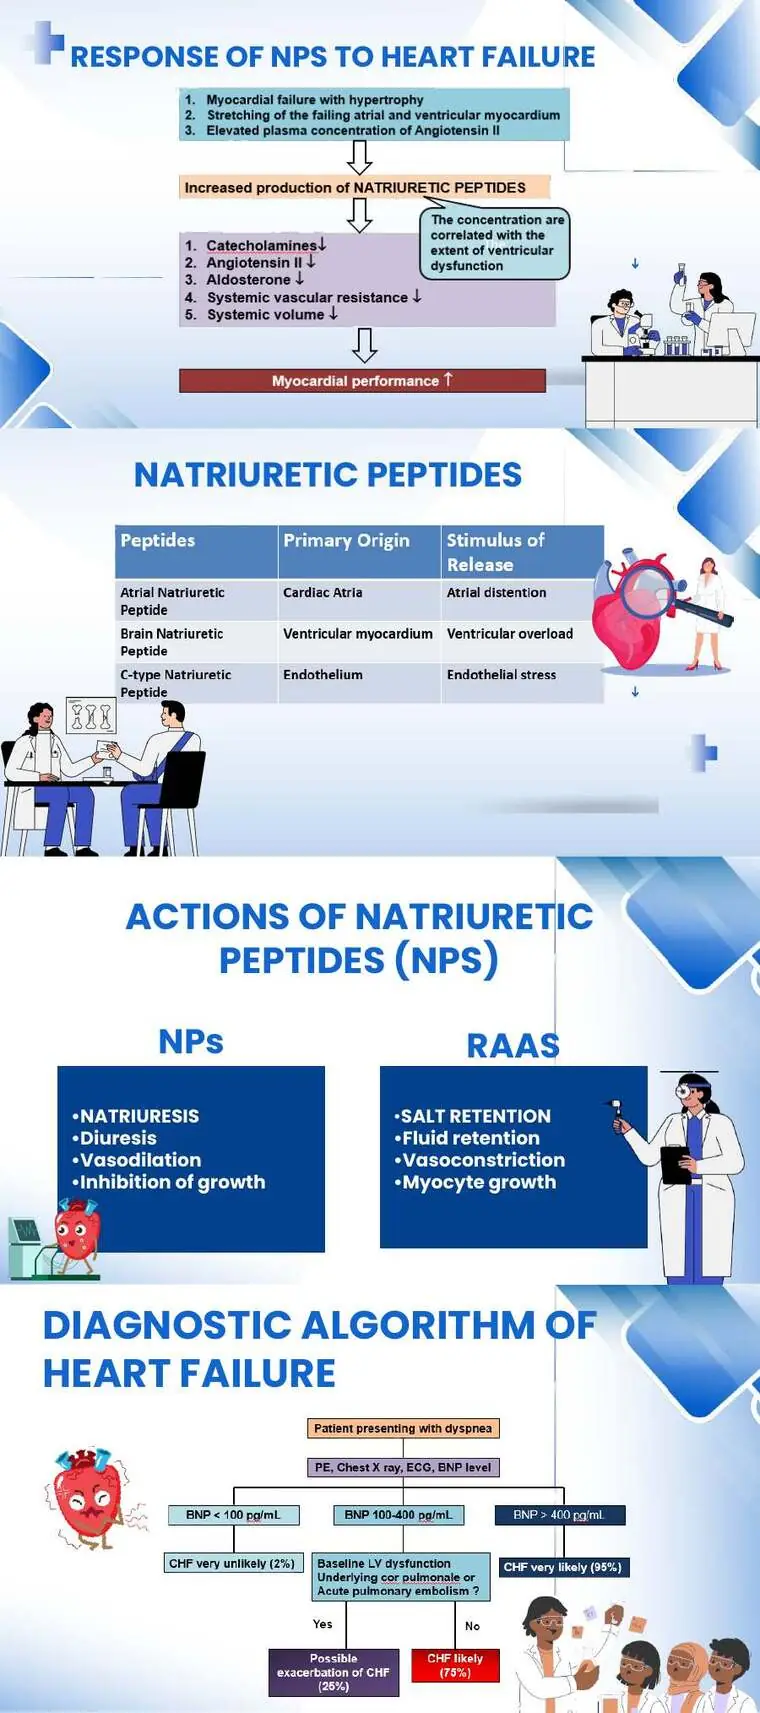 RESPONSE OF NPS TO HEART FAILURE
1. Myocardial failure with hypertrophy
2. Stretching of the failing atrial and ventricular myocardium
3. Elevated plasma concentration of Angiotensin II
Increased production of NATRIURETIC PEPTIDES
The concentration are
correlated with the
extent of ventricular
dysfunction
1. Catecholamines↓
2. Angiotensin II ↓
3. Aldosterone ↓
4. Systemic vascular resistance ↓
5. Systemic volume ↓
Myocardial performance ↑
NATRIURETIC PEPTIDES
Peptides Primary Origin Stimulus of
Release
Atrial Natriuretic
Peptide
Cardiac Atria Atrial distention
Brain Natriuretic
Peptide
Ventricular myocardium Ventricular overload
C-type Natriuretic
Peptide
Endothelium Endothelial stress
ACTIONS OF NATRIURETIC
PEPTIDES (NPS)
NPs
•NATRIURESIS
•Diuresis
•Vasodilation
•Inhibition of growth
RAAS
•SALT RETENTION
•Fluid retention
•Vasoconstriction
•Myocyte growth
DIAGNOSTIC ALGORITHM OF
HEART FAILURE
Patient presenting with dyspnea
PE, Chest X ray, ECG, BNP level
BNP < 100 pg/mL
BNP 100-400 pg/mL
BNP > 400 pg/mL
CHF very unlikely (2%)
Baseline LV dysfunction
Underlying cor pulmonale or
Acute pulmonary embolism ?
CHF very likely (95%)
Yes
No
Possible
exacerbation of CHF
(25%)
CHF likely
(75%)